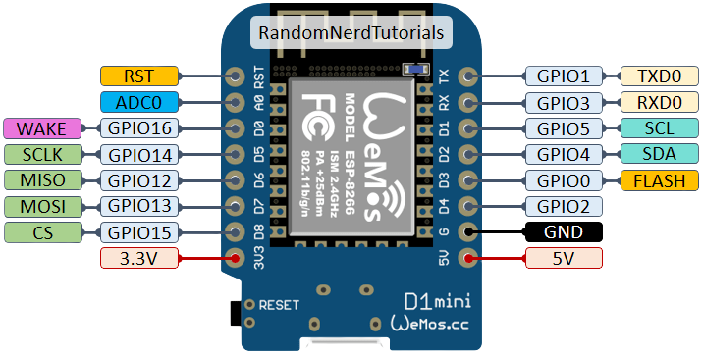 RandomNerdTutorials
RST RST TX GPIO1 TXD0
ADC0 A0 RX GPIO3 RXD0
WAKE GPIO16 D0 D1 GPIO5 SCL
SCLK GPIO14 D5 D2 GPIO4 SDA
MISO GPIO12 D6 D3 GPIO0 FLASH
MOSI GPIO13 D7 D4 GPIO2
CS GPIO15 D8 G GND
3.3V 3V3 5V 5V
WeMos
MODEL ESP-8266
FC
ISM 2.4GHz
PA +25dBm
802.11b/g/n
RESET
D1 mini
WeMos.cc